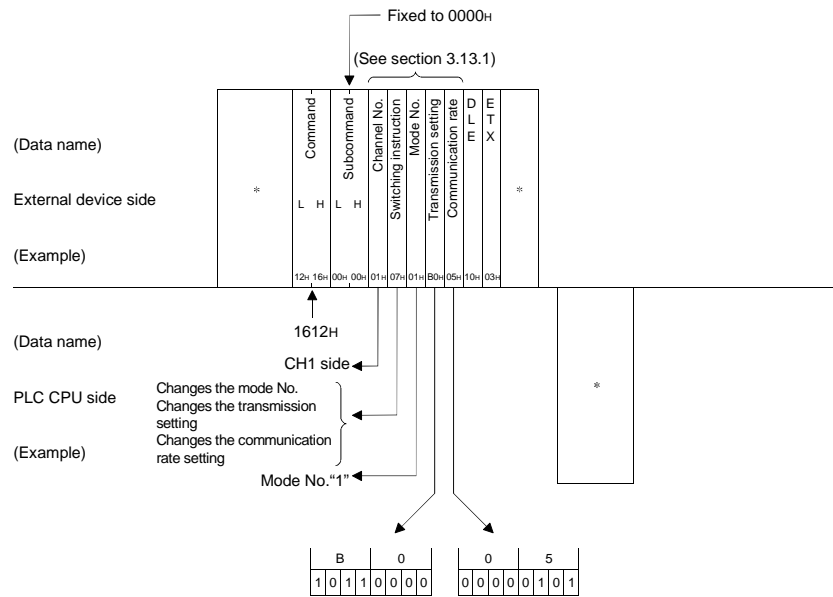 Fixed to 0000H
(See section 3.13.1)
(Data name)
External device side
(Example)
*
Command
L H
Subcommand
L H
Channel No.
Switching instruction
Mode No.
Transmission setting
Communication rate
DLE
ETX
*
12H 16H 00H 00H 01H 07H 01H B0H 05H 10H 03H
(Data name)
PLC CPU side
(Example)
1612H
CH1 side
Changes the mode No.
Changes the transmission
setting
Changes the communication
rate setting
Mode No.“1”
*
B 0 0 5
1 0 1 1 0 0 0 0 0 0 0 0 0 1 0 1